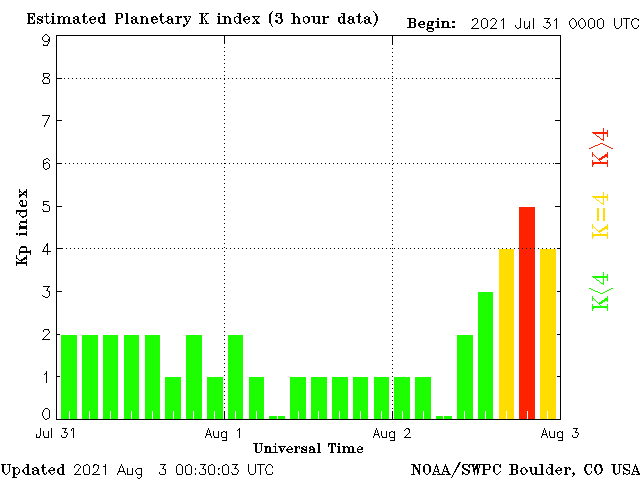 Estimated Planetary K index (3 hour data) Begin: 2021 Jul 31 0000 UTC
9
8
7
6
5
4
3
2
1
0
Kp index
K>4
K=4
K<4
Jul 31 Aug 1 Aug 2 Aug 3
Universal Time
Updated 2021 Aug 3 00:30:03 UTC NOAA/SWPC Boulder, CO USA